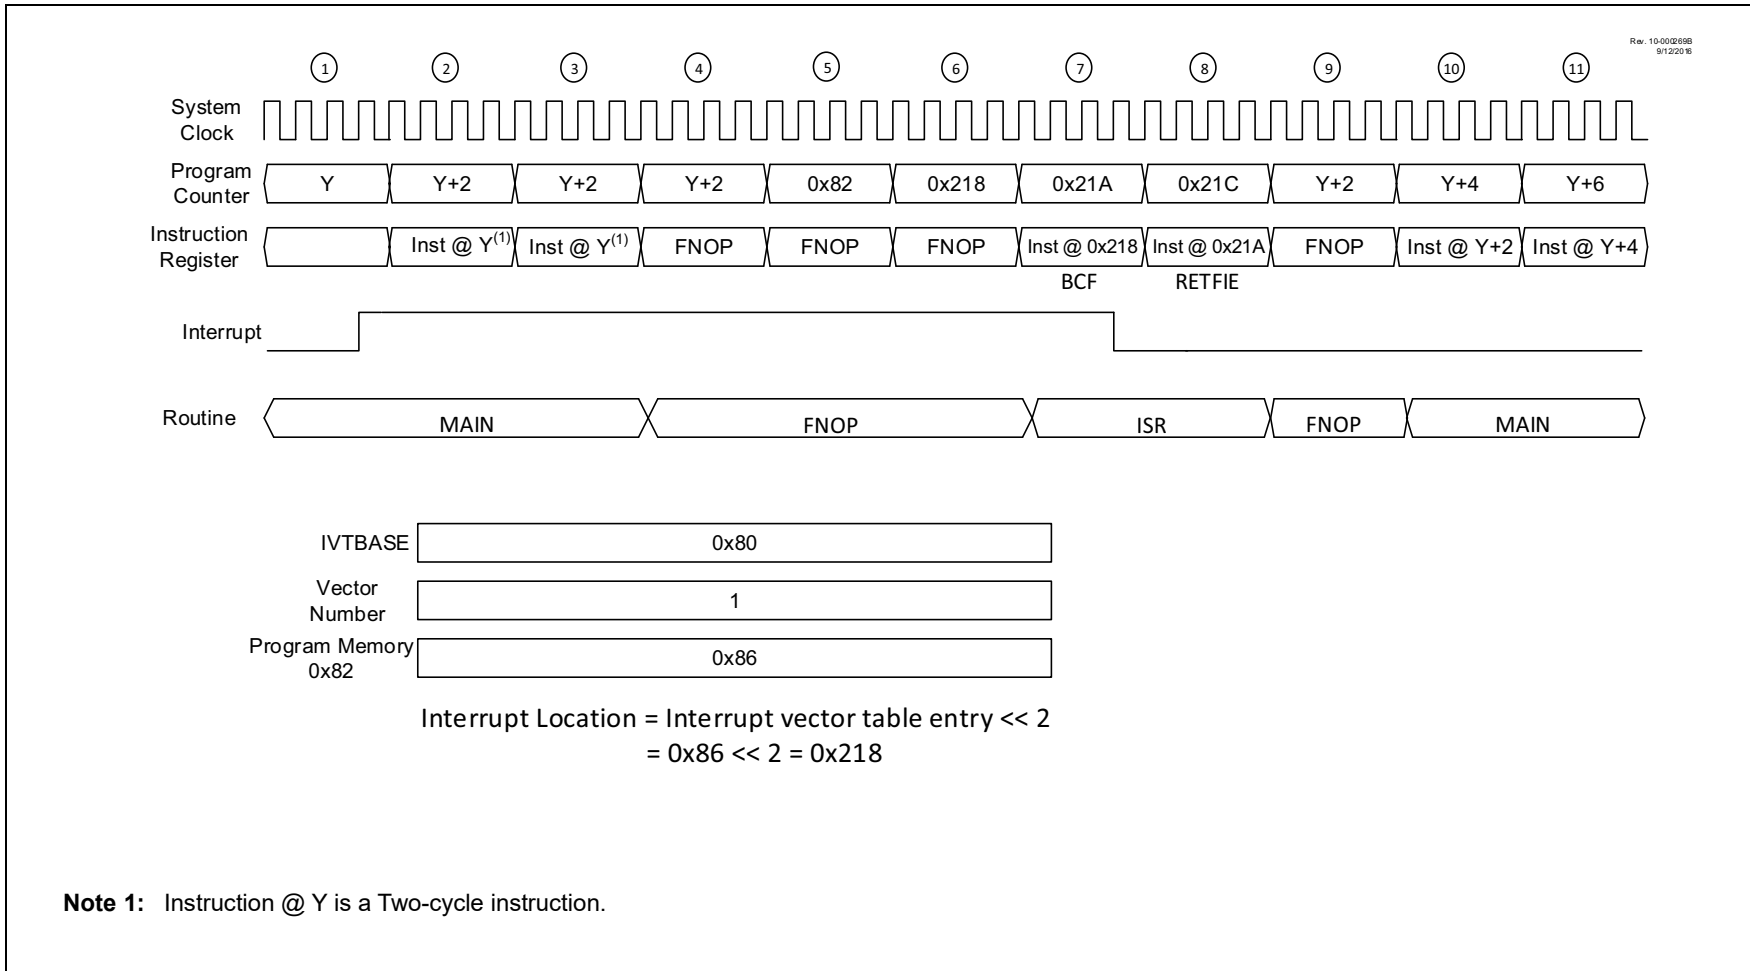 Rev. 10-000269B
9/12/2016
1 2 3 4 5 6 7 8 9 10 11
System
Clock
Program
Counter
Y Y+2 Y+2 Y+2 0x82 0x218 0x21A 0x21C Y+2 Y+4 Y+6
Instruction
Register
Inst @ Y(1) Inst @ Y(1) FNOP FNOP FNOP Inst @ 0x218 Inst @ 0x21A FNOP Inst @ Y+2 Inst @ Y+4
BCF RETFIE
Interrupt
Routine MAIN FNOP ISR FNOP MAIN
IVTBASE 0x80
Vector
Number
1
Program Memory
0x82
0x86
Interrupt Location = Interrupt vector table entry << 2
= 0x86 << 2 = 0x218
Note 1: Instruction @ Y is a Two-cycle instruction.